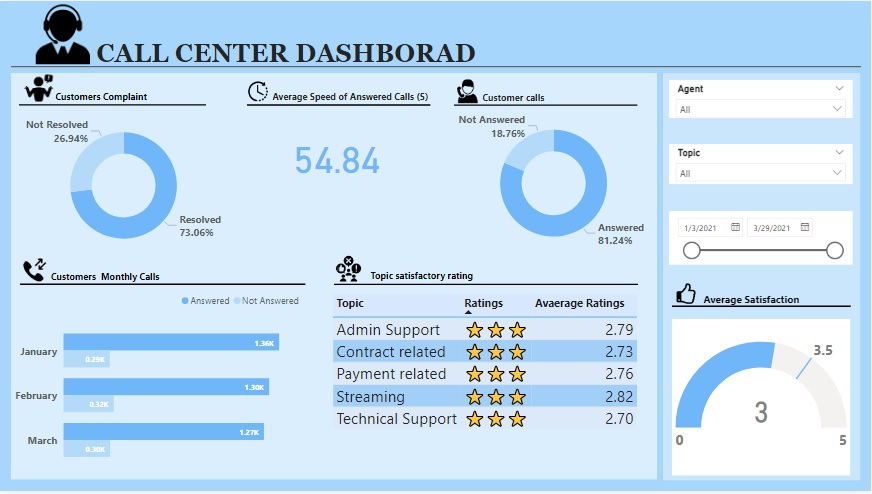 CALL CENTER DASHBORAD
Customers Complaint
Not Resolved
26.94%
Resolved
73.06%
Average Speed of Answered Calls (S)
54.84
Customer calls
Not Answered
18.76%
Answered
81.24%
Agent
All
Topic
All
1/3/2021 3/29/2021
Customers Monthly Calls
Answered Not Answered
January 1.36K
0.29K
February 1.30K
0.32K
March 1.27K
0.30K
Topic satisfactory rating
Topic Ratings Avaerage Ratings
Admin Support 2.79
Contract related 2.73
Payment related 2.76
Streaming 2.82
Technical Support 2.70
Average Satisfaction
3.5
3
0 5